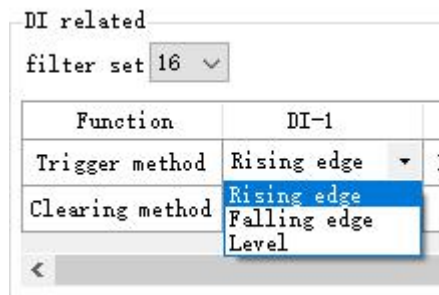 DI related
filter set 16
Function DI-1
Trigger method Rising edge
Rising edge
Clearing method
Falling edge
Level